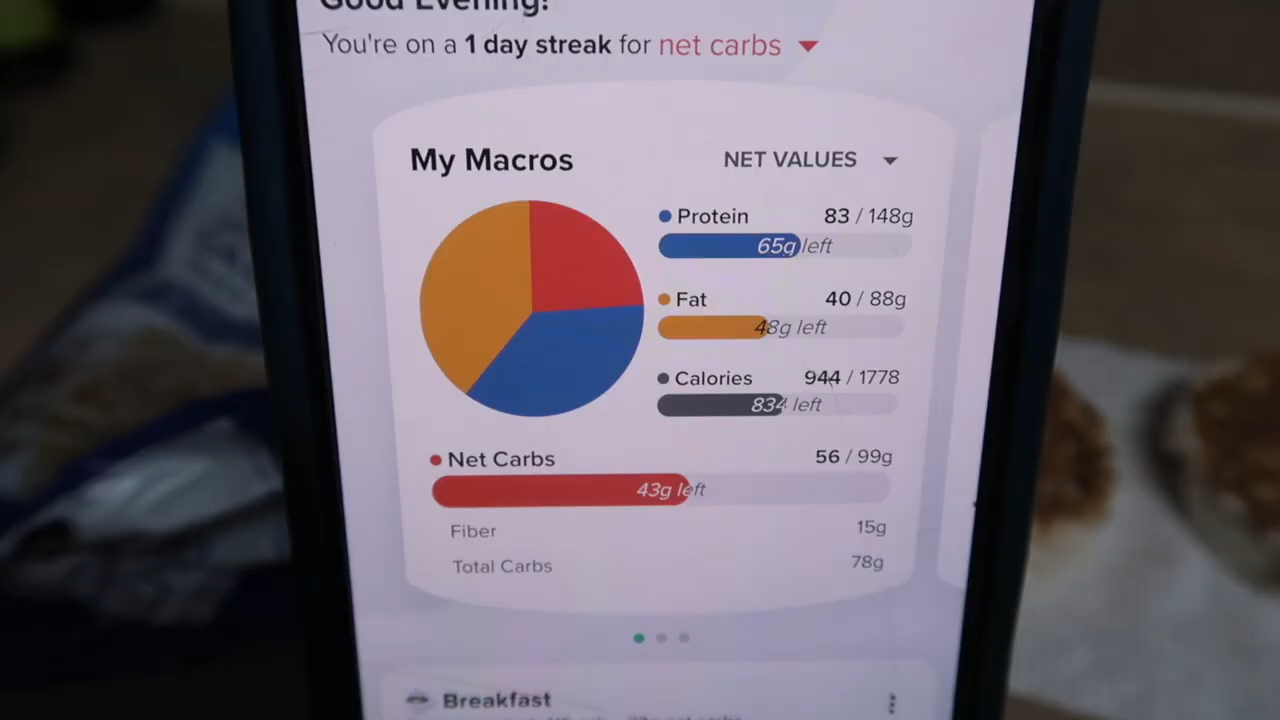 Good Evening!
You're on a 1 day streak for net carbs
My Macros
NET VALUES
Protein 83 / 148g
65g left
Fat 40 / 88g
48g left
Calories 944 / 1778
834 left
Net Carbs 56 / 99g
43g left
Fiber 15g
Total Carbs 78g
Breakfast